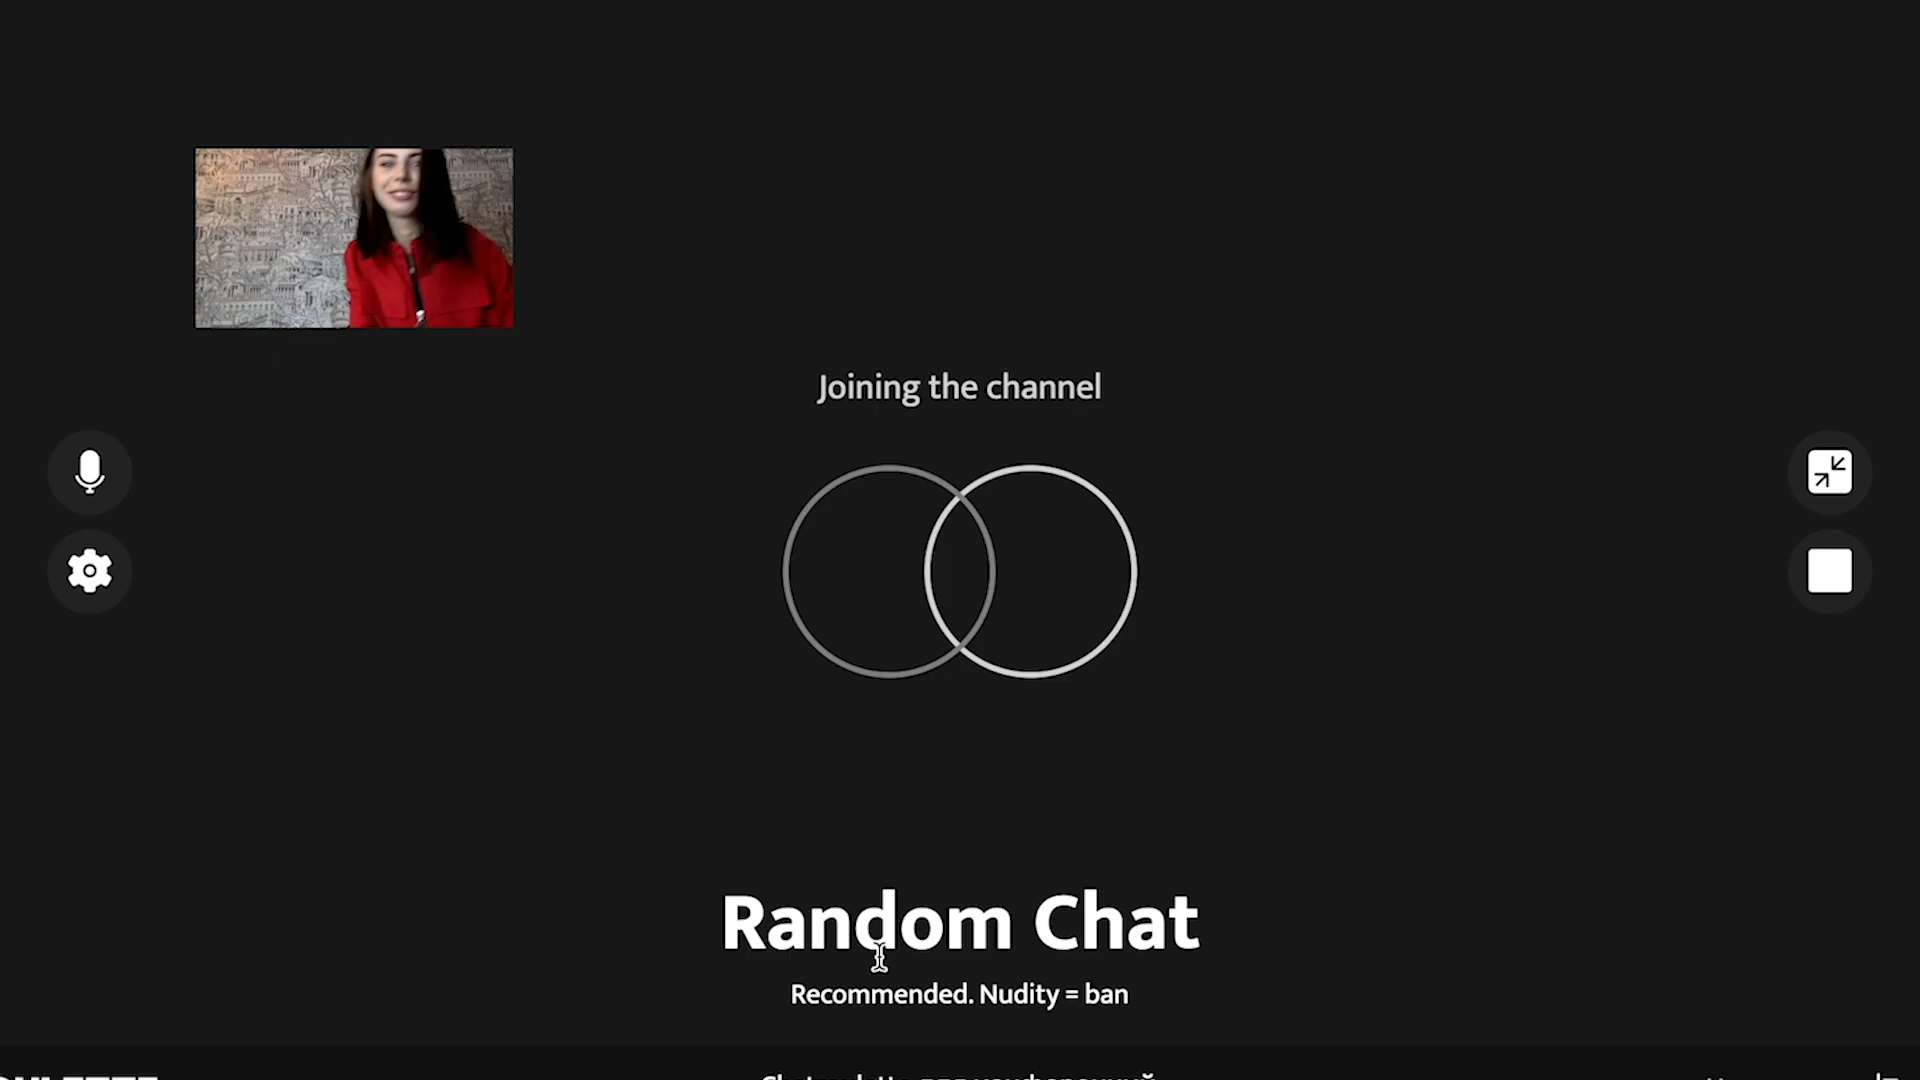 Joining the channel
Random Chat
Recommended. Nudity = ban